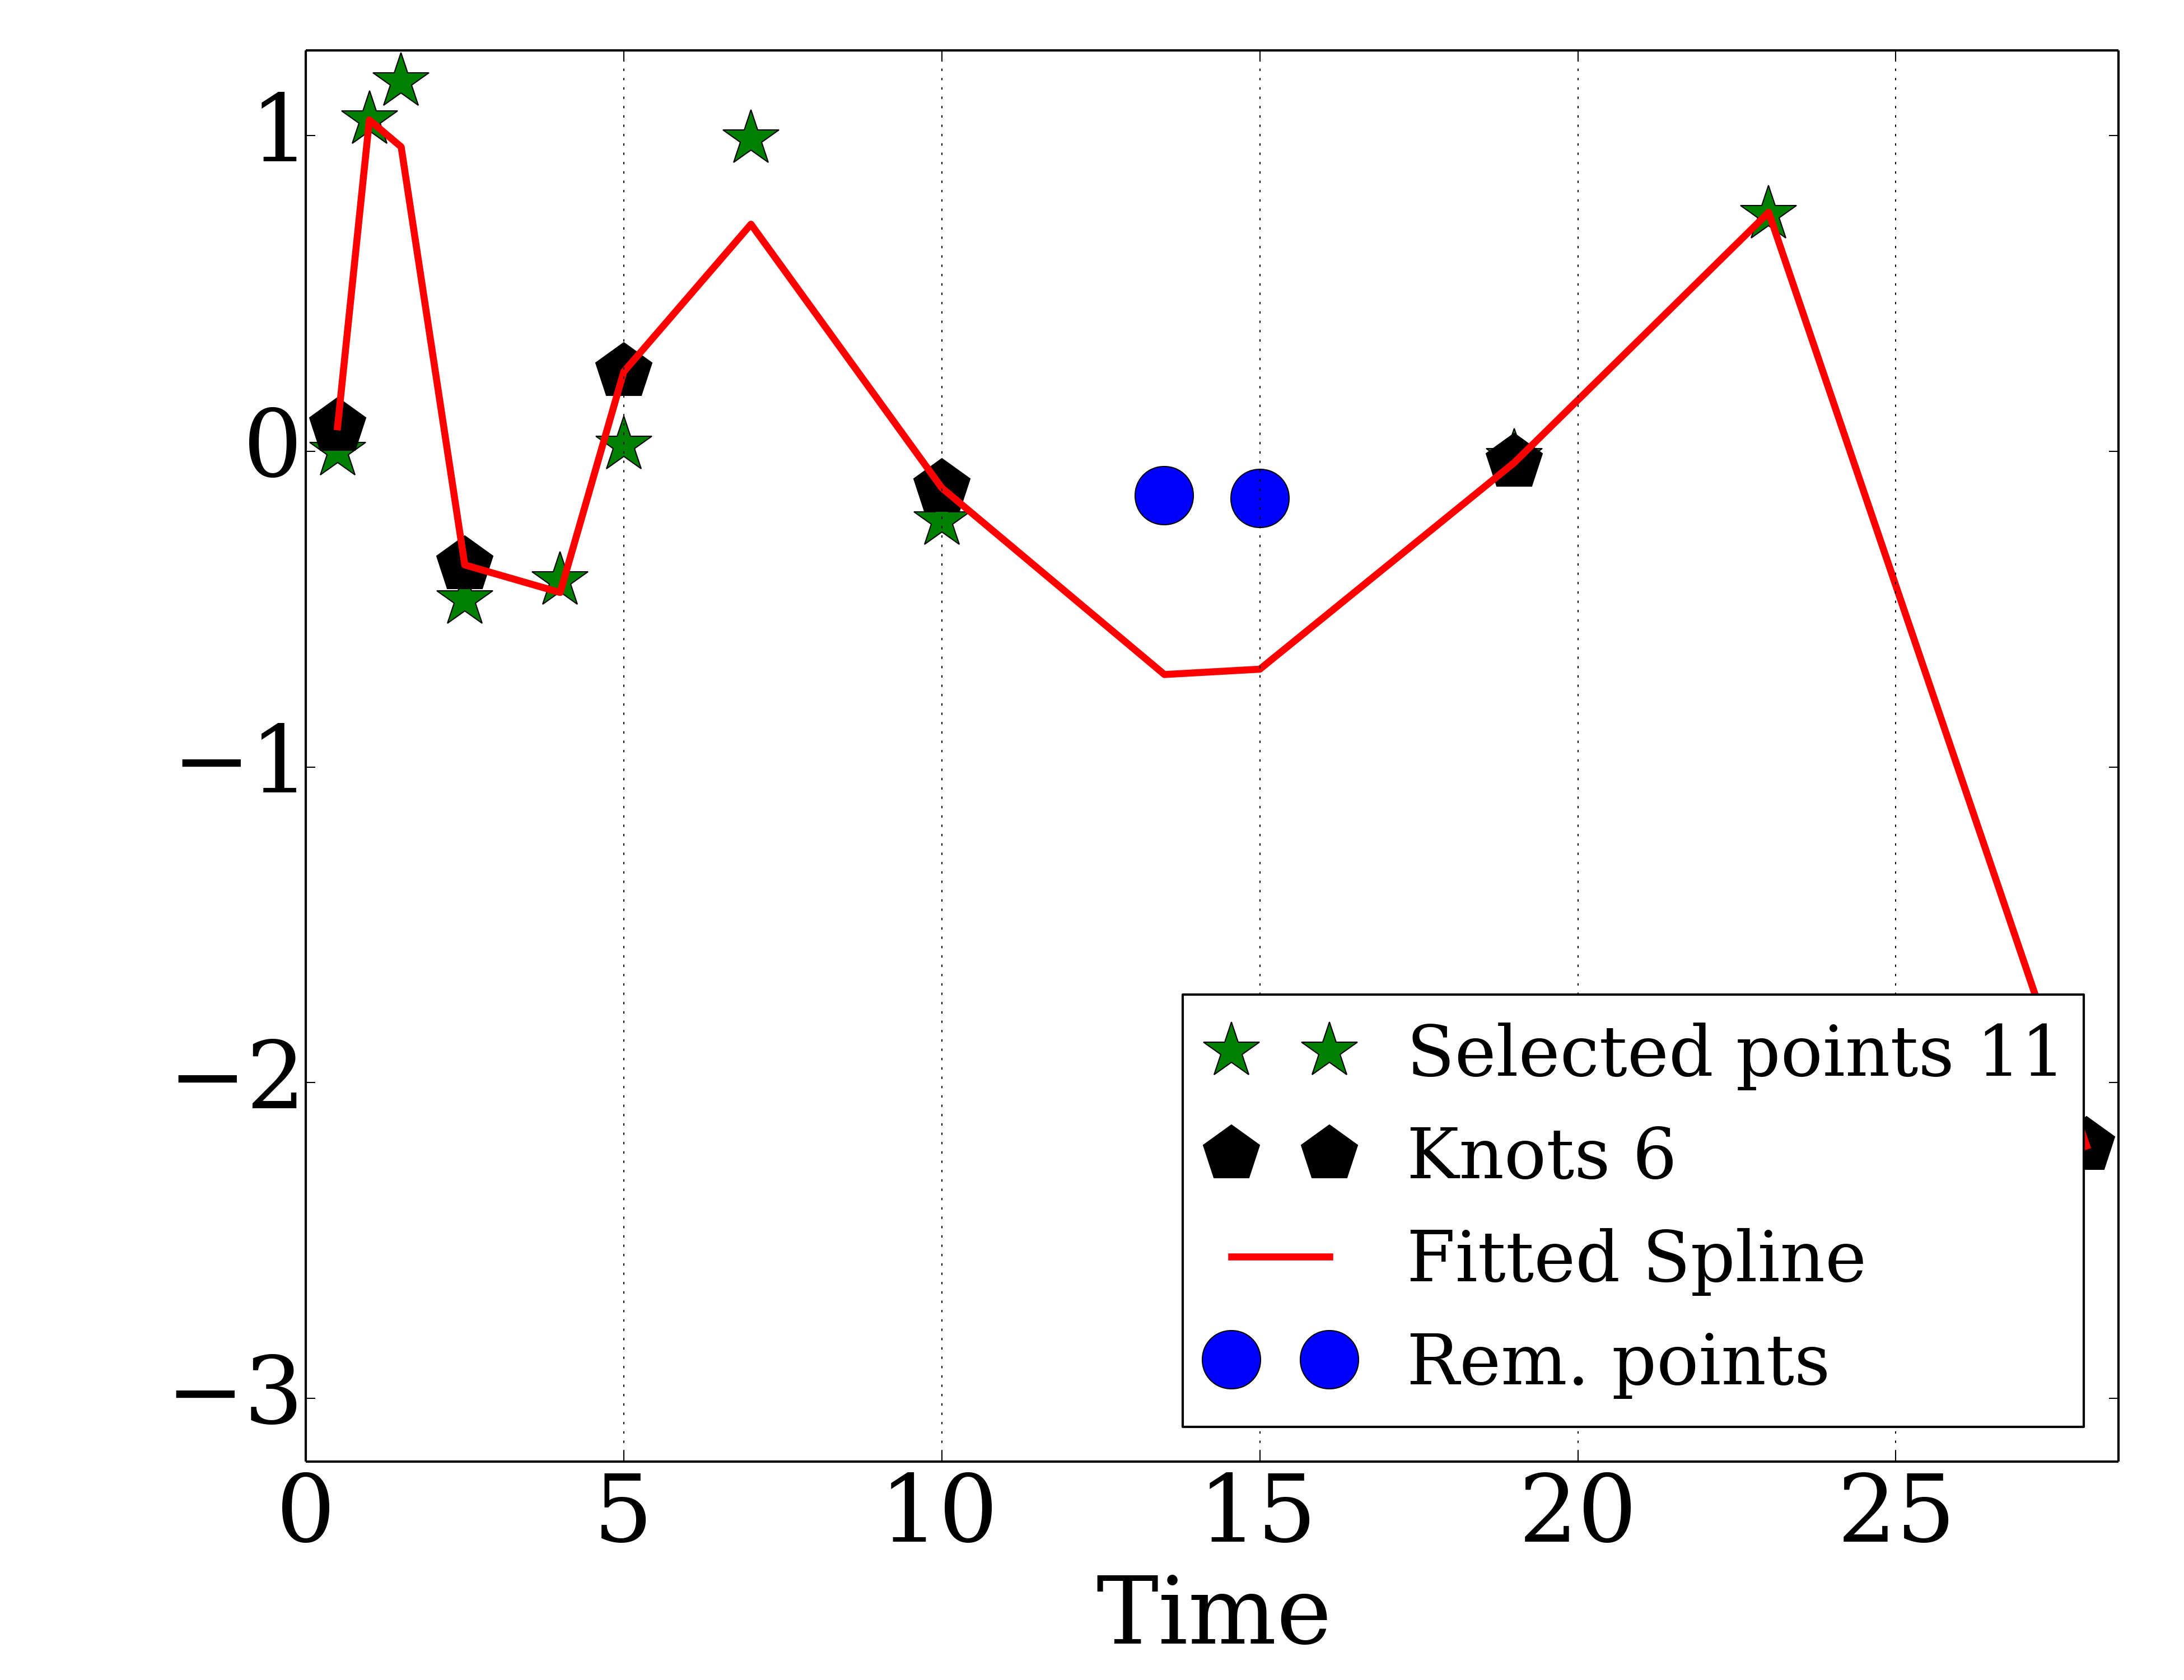 1
0
−1
−2
−3
0 5 10 15 20 25
Time
Selected points 11
Knots 6
Fitted Spline
Rem. points